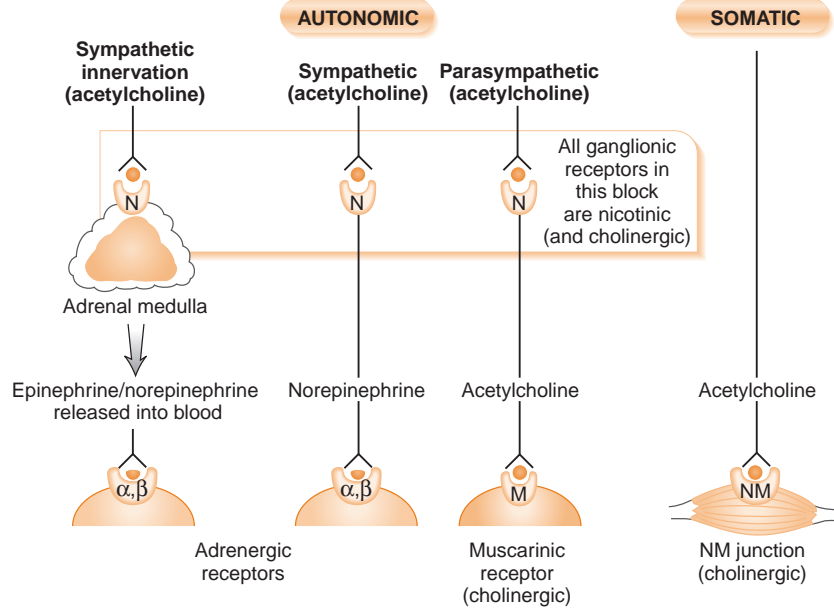 AUTONOMIC
SOMATIC
Sympathetic
innervation
(acetylcholine)
Sympathetic
(acetylcholine)
Parasympathetic
(acetylcholine)
All ganglionic
receptors in
this block
are nicotinic
(and cholinergic)
N
N
N
Adrenal medulla
Epinephrine/norepinephrine
released into blood
Norepinephrine
Acetylcholine
Acetylcholine
α,β
α,β
M
NM
Adrenergic
receptors
Muscarinic
receptor
(cholinergic)
NM junction
(cholinergic)